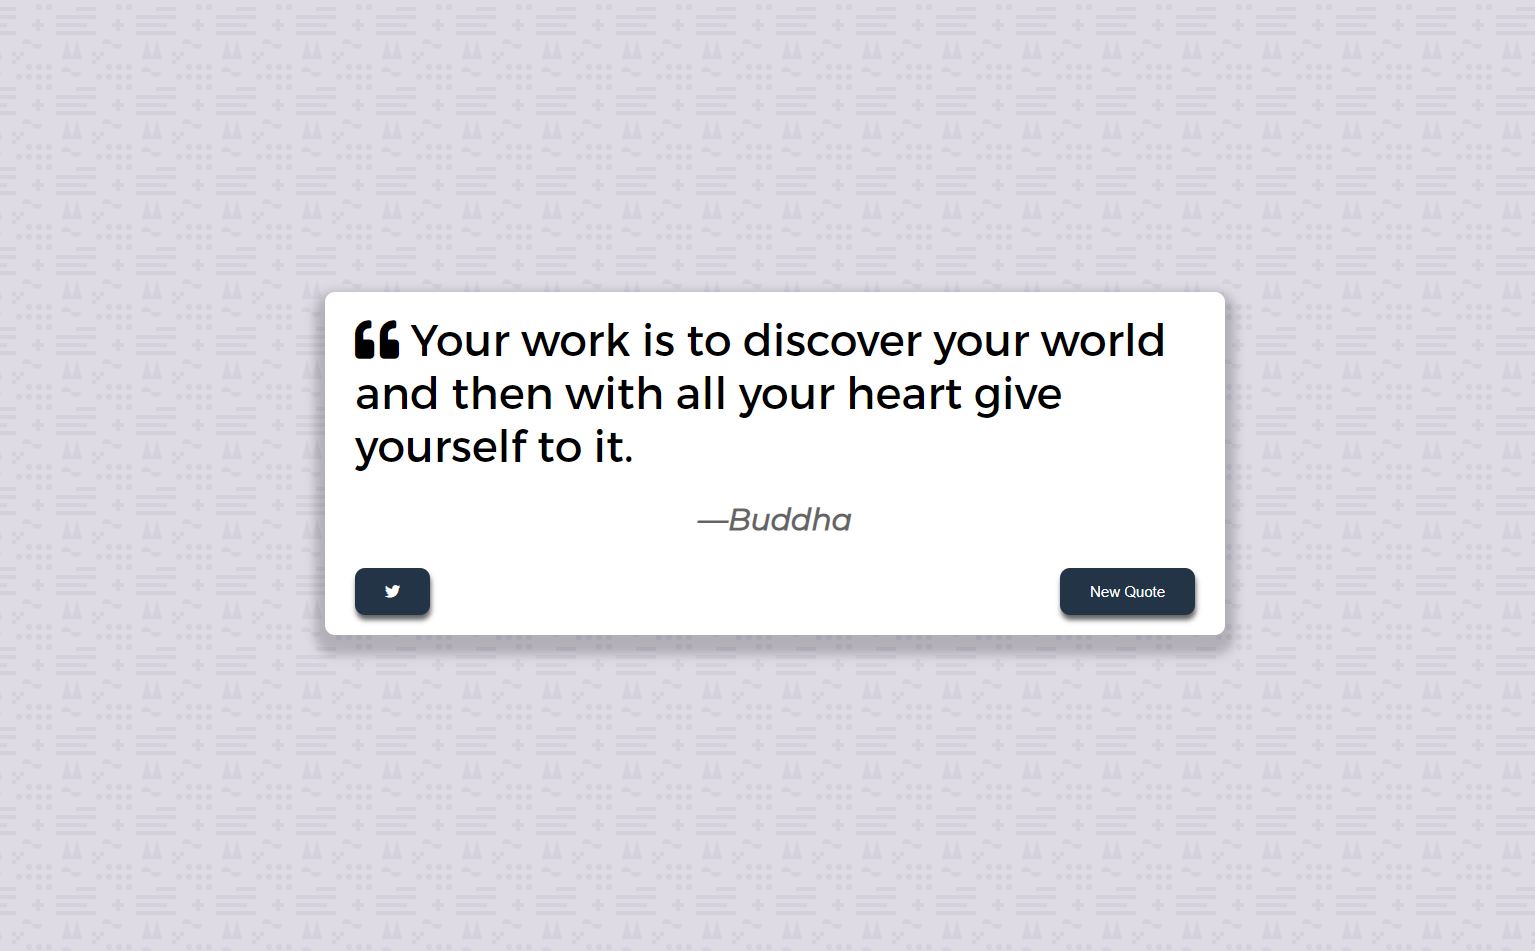 ❝ Your work is to discover your world
and then with all your heart give
yourself to it.
—Buddha
New Quote